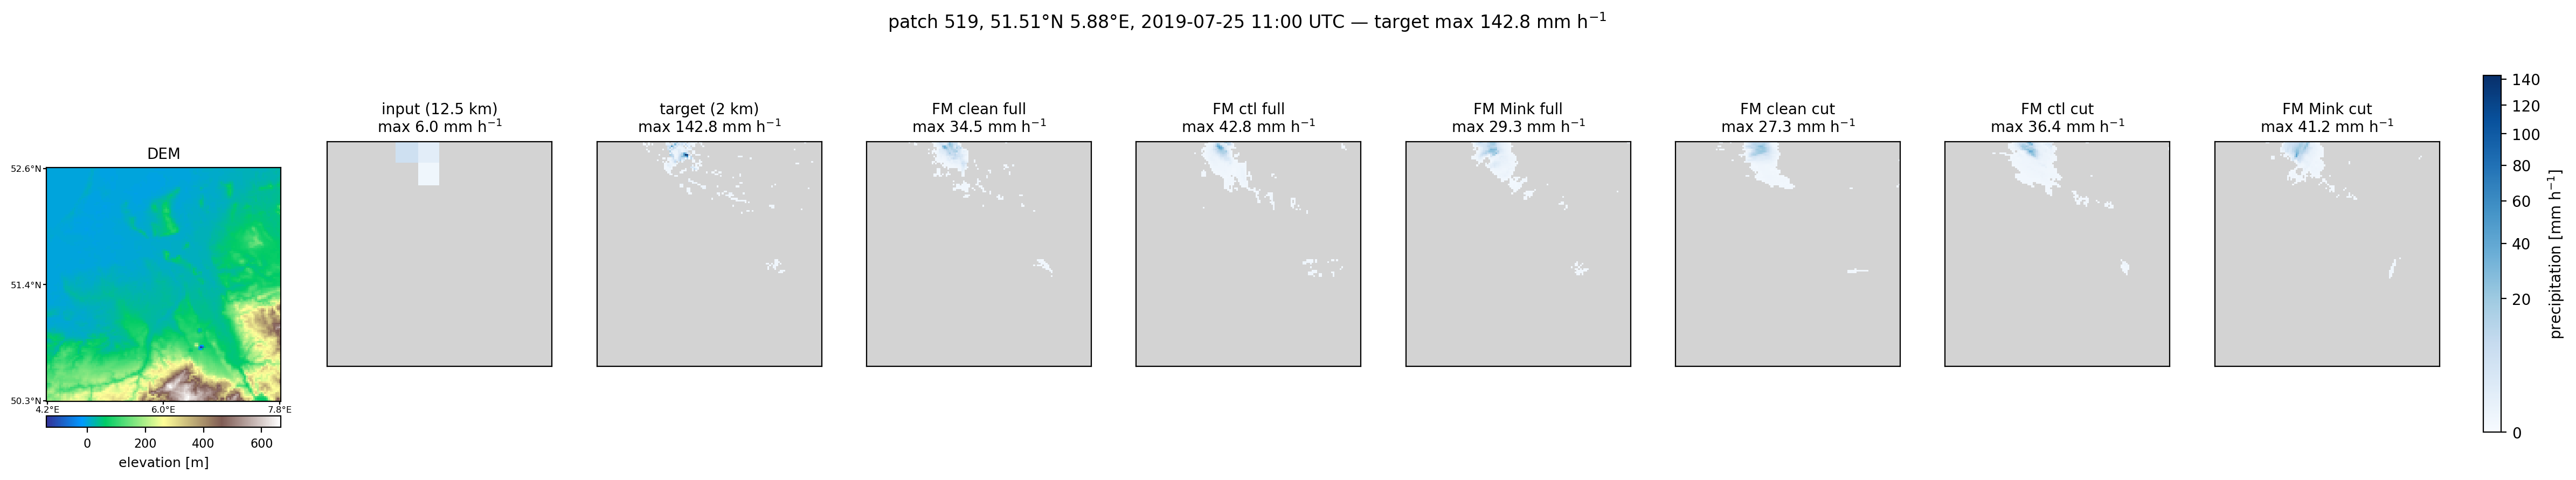 patch 519, 51.51°N 5.88°E, 2019-07-25 11:00 UTC — target max 142.8 mm h⁻¹
DEM
52.6°N
51.4°N
50.3°N
4.2°E 6.0°E 7.8°E
0 200 400 600
elevation [m]
input (12.5 km)
max 6.0 mm h⁻¹
target (2 km)
max 142.8 mm h⁻¹
FM clean full
max 34.5 mm h⁻¹
FM ctl full
max 42.8 mm h⁻¹
FM Mink full
max 29.3 mm h⁻¹
FM clean cut
max 27.3 mm h⁻¹
FM ctl cut
max 36.4 mm h⁻¹
FM Mink cut
max 41.2 mm h⁻¹
140
120
100
80
60
40
20
0
precipitation [mm h⁻¹]